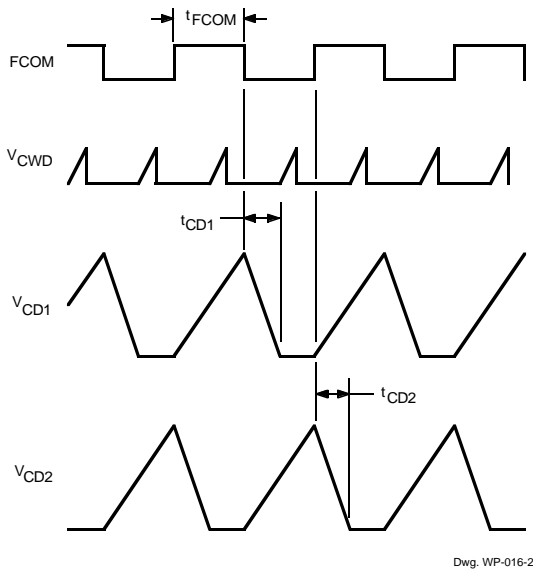 tFCOM
FCOM
VCWD
tCD1
VCD1
tCD2
VCD2
Dwg. WP-016-2